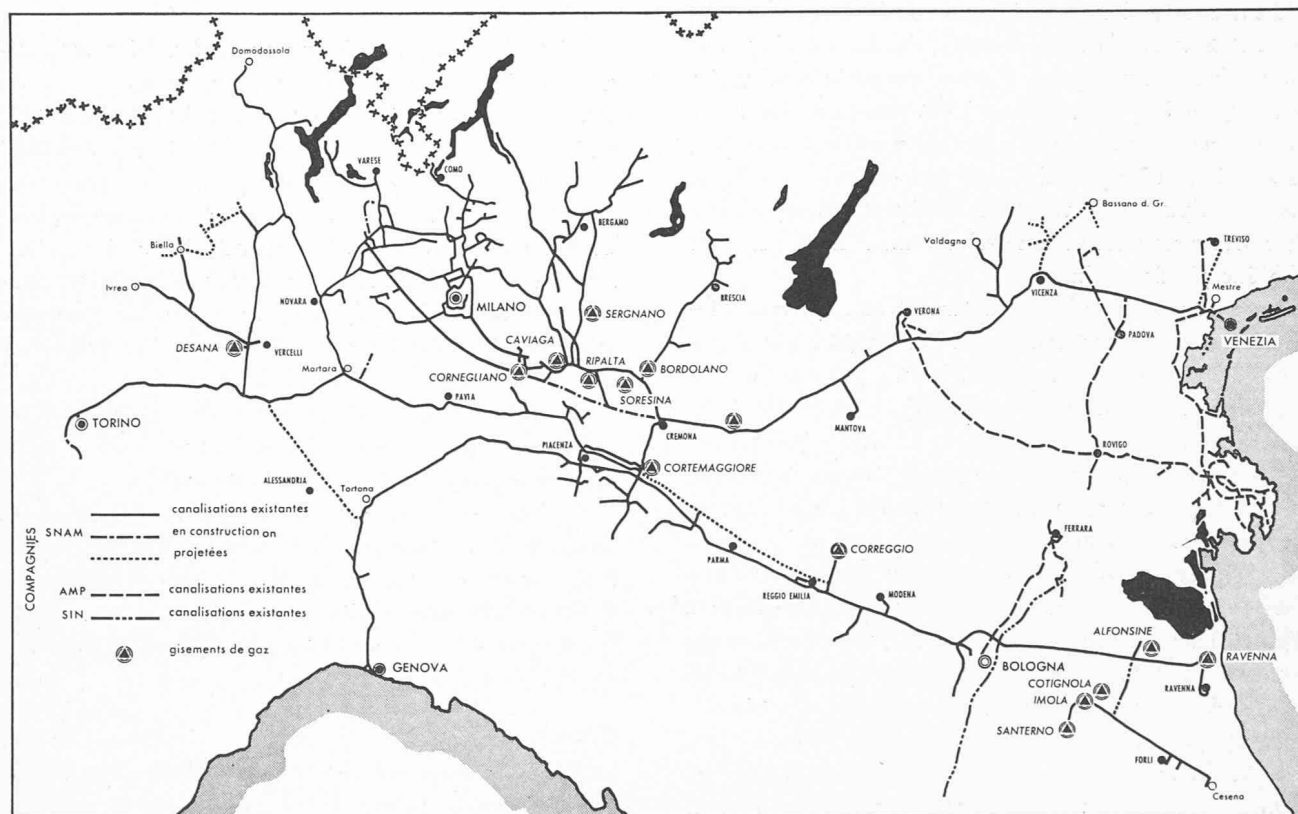 Domodossola
VARESE
COMO
BERGAMO
Biella
Ivrea
NOVARA
MILANO
BRESCIA
SERGNANO
Valdagno
Bassano d. Gr.
TREVISO
Mestre
VICENZA
VERONA
PADOVA
VENEZIA
DESANA
VERCELLI
Mortara
CAVIAGA
RIPALTA
BORDOLANO
CORNEGLIANO
SORESINA
PAVIA
TORINO
CREMONA
MANTOVA
PIACENZA
ROVIGO
CORTEMAGGIORE
ALESSANDRIA
Tortona
FERRARA
PARMA
CORREGGIO
REGGIO EMILIA
MODENA
ALFONSINE
BOLOGNA
RAVENNA
COTIGNOLA
IMOLA
RAVENNA
SANTERNO
GENOVA
FORLI
Cesena
COMPAGNIES
canalisations existantes
SNAM en construction on
projetées
AMP canalisations existantes
SIN. canalisations existantes
gisements de gaz